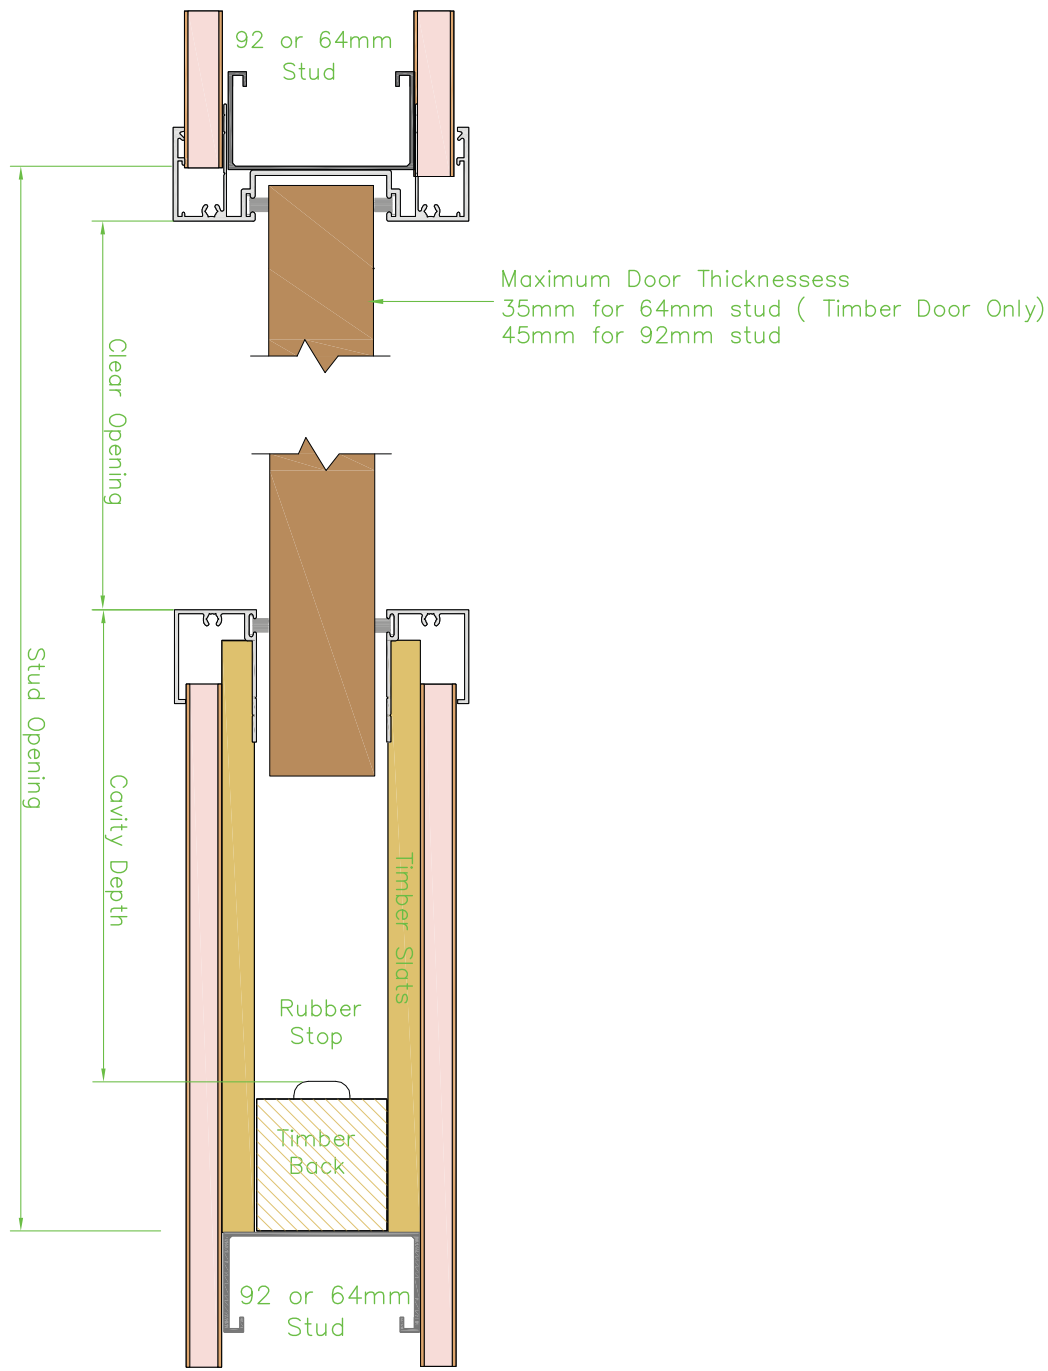 92 or 64mm
Stud
Maximum Door Thicknessess
35mm for 64mm stud ( Timber Door Only)
45mm for 92mm stud
Clear Opening
Stud Opening
Cavity Depth
Timber Slats
Rubber
Stop
Timber
Back
92 or 64mm
Stud